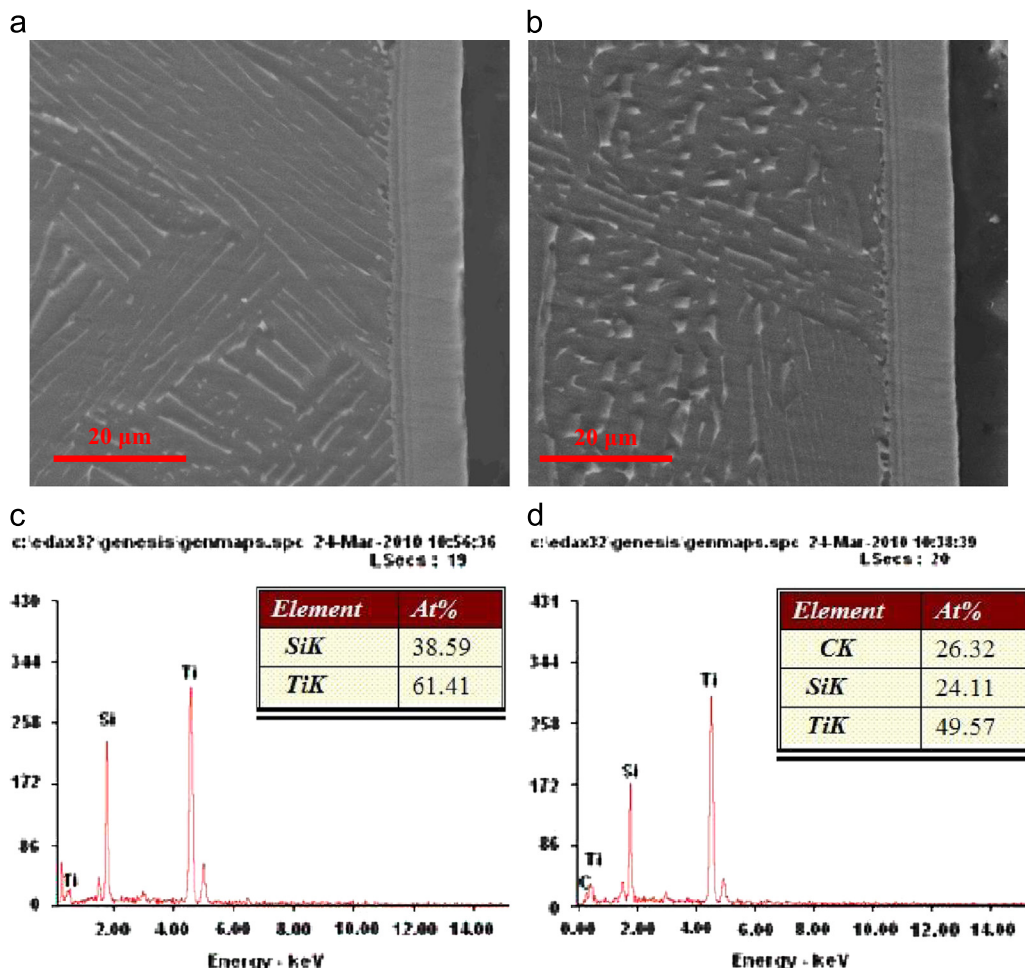 a
b
20 μm
20 μm
c
d
c:\edax32\genesis\genmaps.spc 24-Mar-2010 10:56:36
LSecs : 19
c:\edax32\genesis\genmaps.spc 24-Mar-2010 10:38:39
LSecs : 20
430
344
258
172
86
0
Element At%
SiK 38.59
TiK 61.41
Ti
Si
Ti
2.00 4.00 6.00 8.00 10.00 12.00 14.00
Energy - keV
431
344
258
172
86
0
Element At%
CK 26.32
SiK 24.11
TiK 49.57
Ti
Si
Ti
C
0.00 2.00 4.00 6.00 8.00 10.00 12.00 14.00
Energy - keV